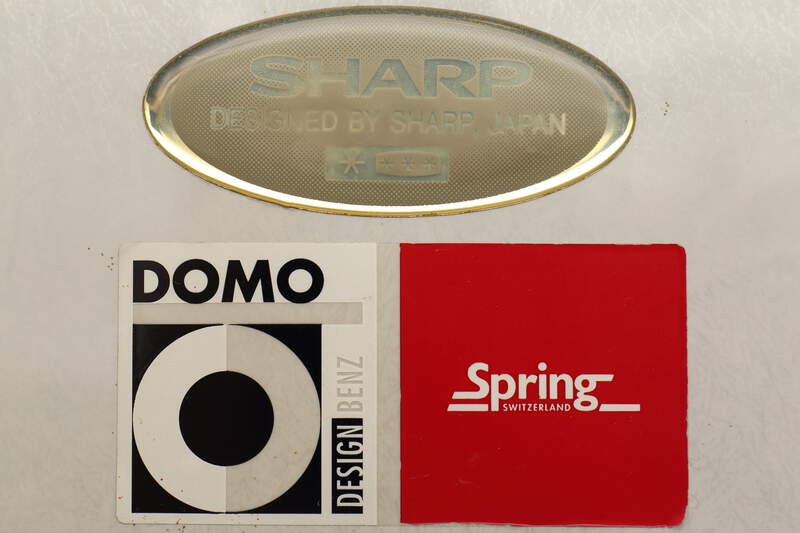 SHARP
DESIGNED BY SHARP, JAPAN
DOMO
DESIGN BENZ
Spring
SWITZERLAND